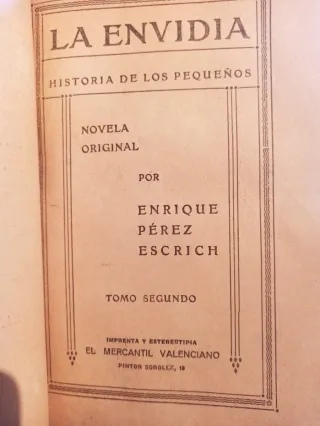 LA ENVIDIA
HISTORIA DE LOS PEQUEÑOS
NOVELA
ORIGINAL
POR
ENRIQUE
PÉREZ
ESCRICH
TOMO SEGUNDO
IMPRENTA Y ESTEREOTIPIA
EL MERCANTIL VALENCIANO
PINTOR SOROLLA, 13